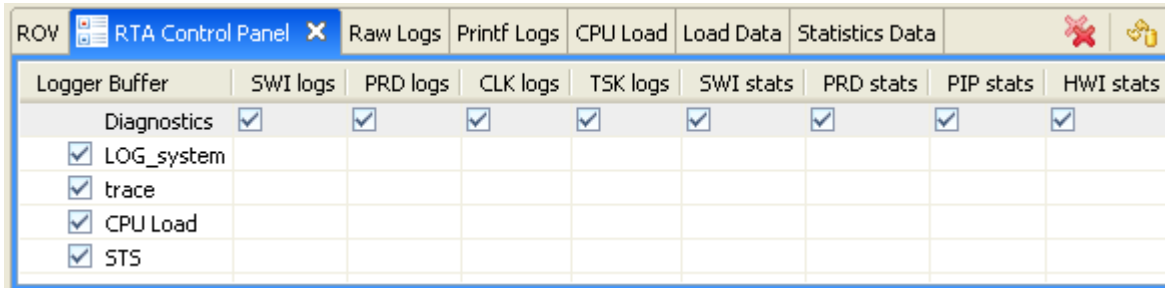 ROV RTA Control Panel Raw Logs Printf Logs CPU Load Load Data Statistics Data
Logger Buffer SWI logs PRD logs CLK logs TSK logs SWI stats PRD stats PIP stats HWI stats
Diagnostics
LOG_system
trace
CPU Load
STS